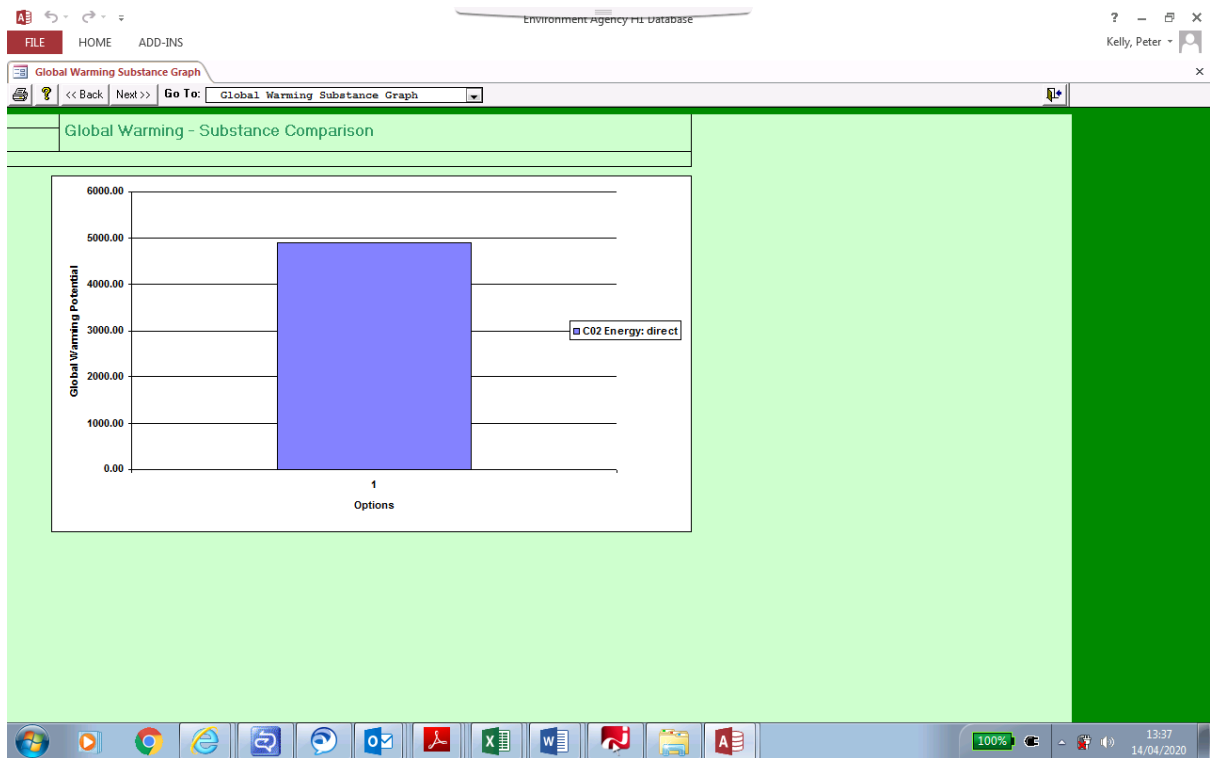 Environment Agency H1 Database
?
FILE HOME ADD-INS
Kelly, Peter
Global Warming Substance Graph
<< Back Next >> Go To: Global Warming Substance Graph
Global Warming - Substance Comparison
6000.00
5000.00
4000.00
3000.00
2000.00
1000.00
0.00
Global Warming Potential
C02 Energy: direct
1
Options
100%
13:37
14/04/2020